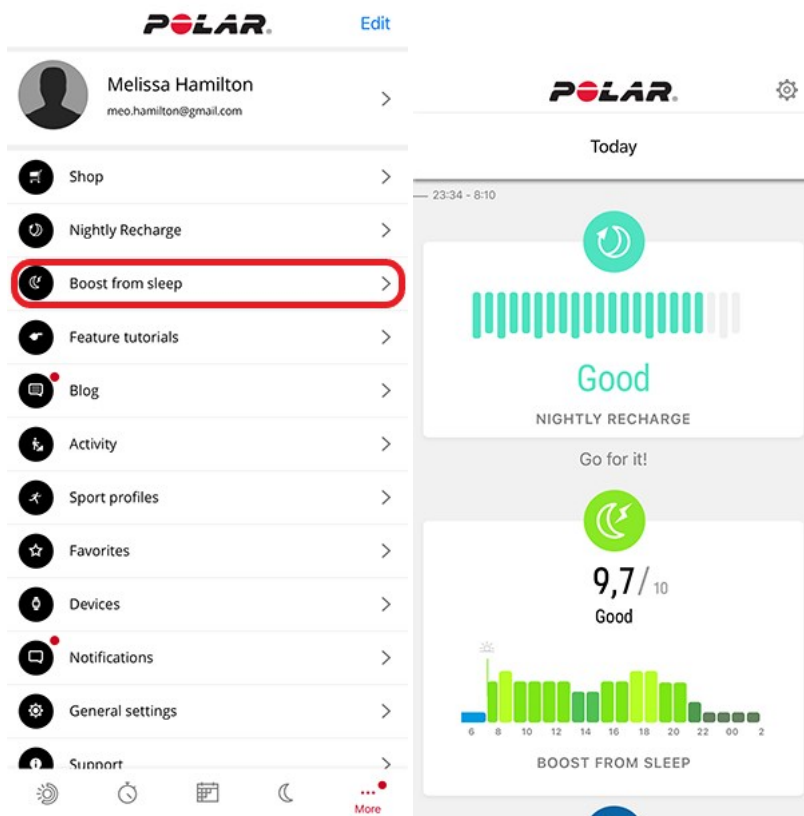 POLAR.
Edit
Melissa Hamilton
meo.hamilton@gmail.com
Shop
Nightly Recharge
Boost from sleep
Feature tutorials
Blog
Activity
Sport profiles
Favorites
Devices
Notifications
General settings
Support
More
POLAR.
Today
23:34 - 8:10
Good
NIGHTLY RECHARGE
Go for it!
9,7/ 10
Good
6 8 10 12 14 16 18 20 22 00 2
BOOST FROM SLEEP